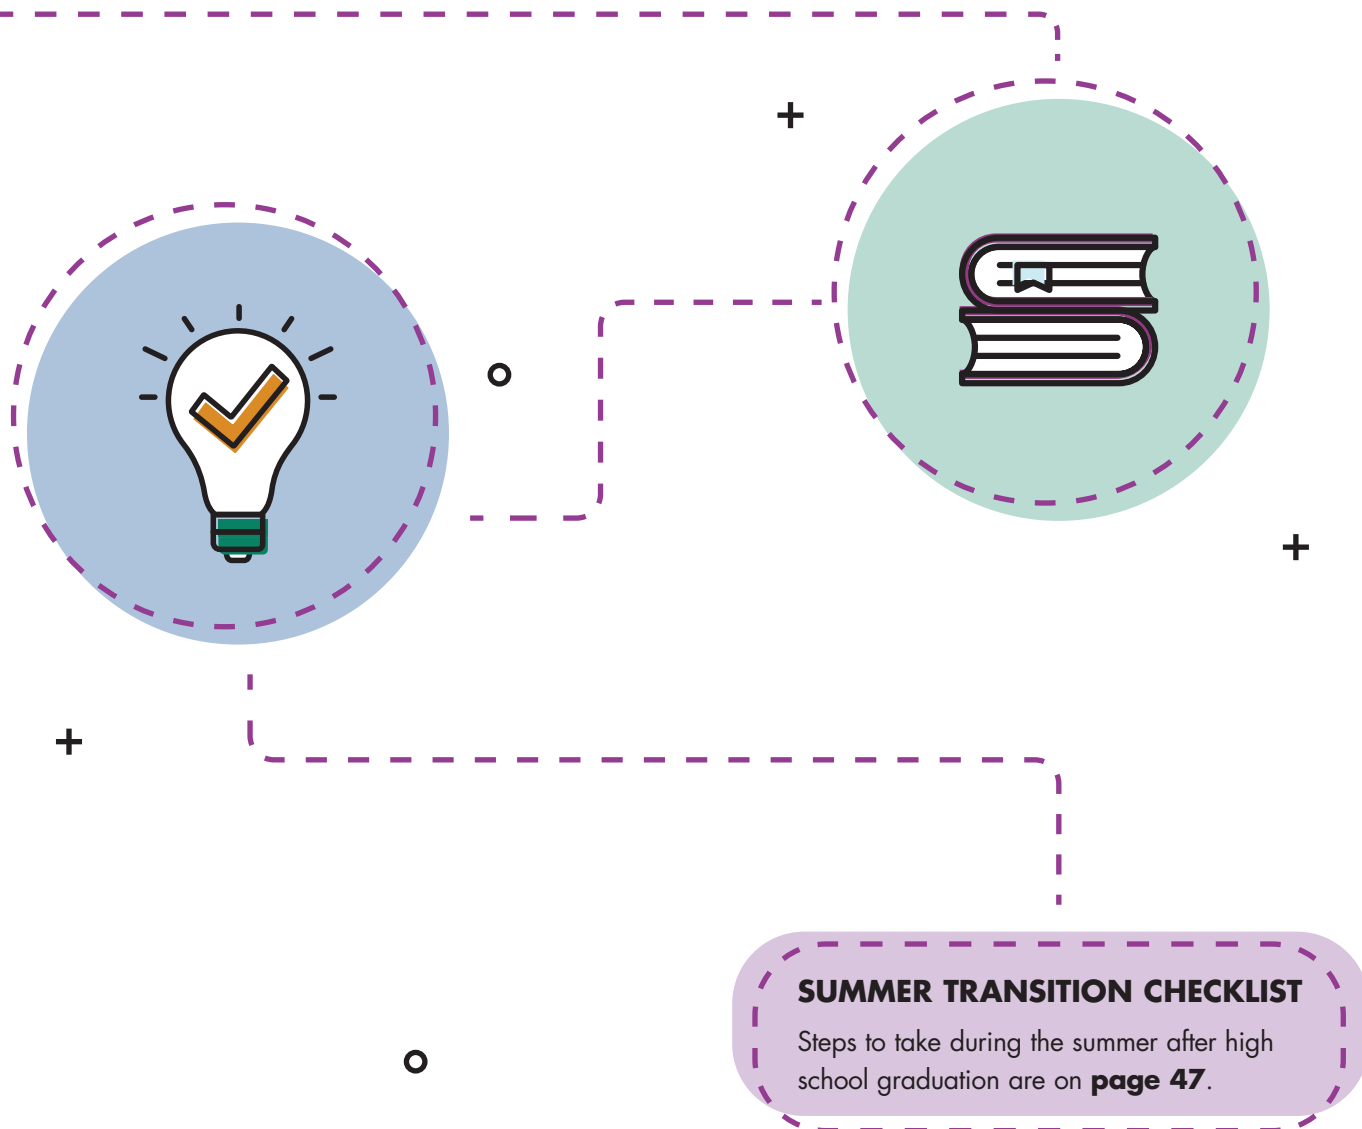 SUMMER TRANSITION CHECKLIST
Steps to take during the summer after high
school graduation are on page 47.